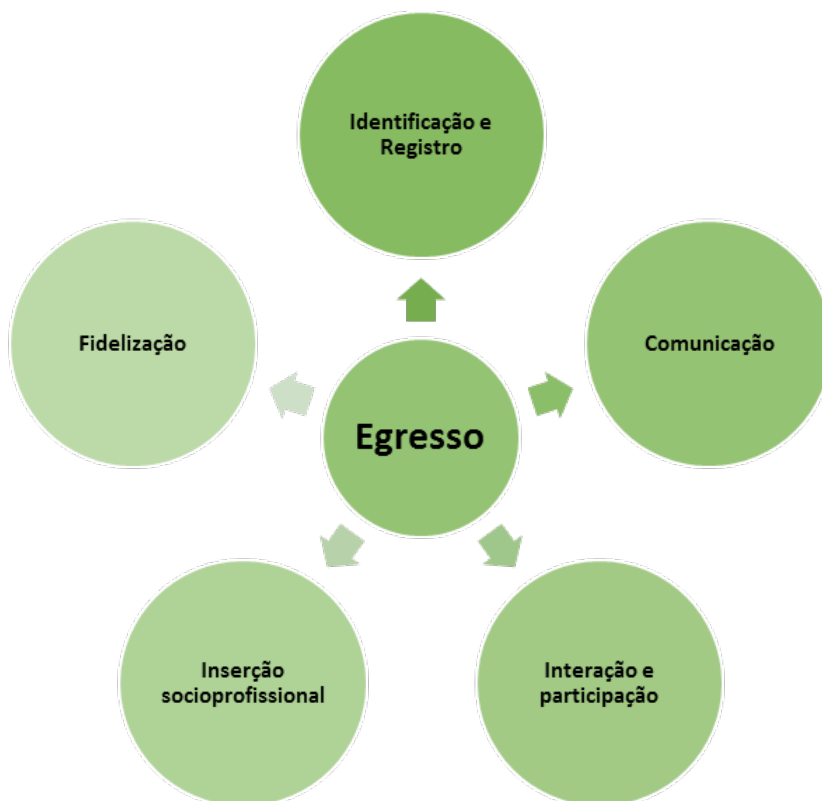 Identificação e
Registro
Fidelização
Comunicação
Egresso
Inserção
socioprofissional
Interação e
participação